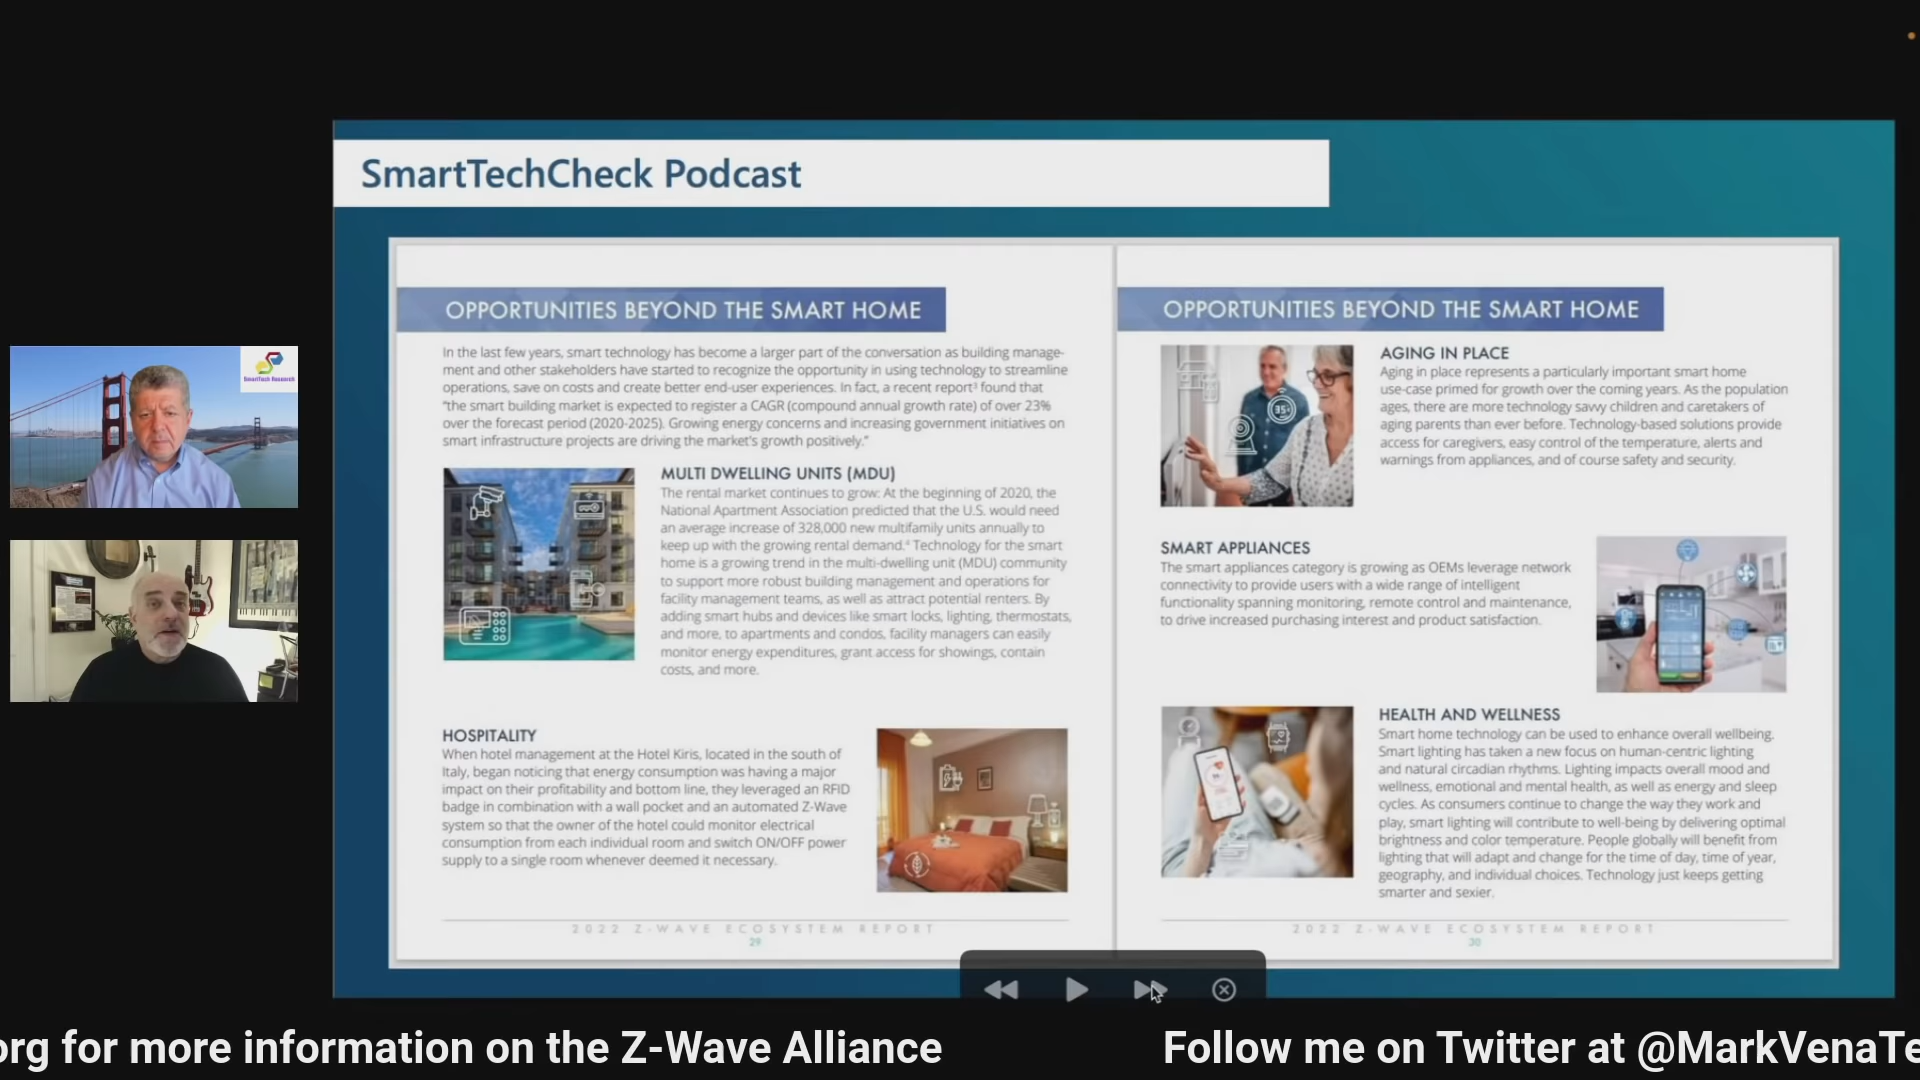 SmartTechCheck Podcast
SmartTech Research
OPPORTUNITIES BEYOND THE SMART HOME
In the last few years, smart technology has become a larger part of the conversation as building manage-
ment and other stakeholders have started to recognize the opportunity in using technology to streamline
operations, save on costs and create better end-user experiences. In fact, a recent report³ found that
"the smart building market is expected to register a CAGR (compound annual growth rate) of over 23%
over the forecast period (2020-2025). Growing energy concerns and increasing government initiatives on
smart infrastructure projects are driving the market's growth positively."
MULTI DWELLING UNITS (MDU)
The rental market continues to grow: At the beginning of 2020, the
National Apartment Association predicted that the U.S. would need
an average increase of 328,000 new multifamily units annually to
keep up with the growing rental demand.⁴ Technology for the smart
home is a growing trend in the multi-dwelling unit (MDU) community
to support more robust building management and operations for
facility management teams, as well as attract potential renters. By
adding smart hubs and devices like smart locks, lighting, thermostats,
and more, to apartments and condos, facility managers can easily
monitor energy expenditures, grant access for showings, contain
costs, and more.
HOSPITALITY
When hotel management at the Hotel Kiris, located in the south of
Italy, began noticing that energy consumption was having a major
impact on their profitability and bottom line, they leveraged an RFID
badge in combination with a wall pocket and an automated Z-Wave
system so that the owner of the hotel could monitor electrical
consumption from each individual room and switch ON/OFF power
supply to a single room whenever deemed it necessary.
2022 Z-WAVE ECOSYSTEM REPORT
29
OPPORTUNITIES BEYOND THE SMART HOME
AGING IN PLACE
Aging in place represents a particularly important smart home
use-case primed for growth over the coming years. As the population
ages, there are more technology savvy children and caretakers of
aging parents than ever before. Technology-based solutions provide
access for caregivers, easy control of the temperature, alerts and
warnings from appliances, and of course safety and security.
SMART APPLIANCES
The smart appliances category is growing as OEMs leverage network
connectivity to provide users with a wide range of intelligent
functionality spanning monitoring, remote control and maintenance,
to drive increased purchasing interest and product satisfaction.
HEALTH AND WELLNESS
Smart home technology can be used to enhance overall wellbeing.
Smart lighting has taken a new focus on human-centric lighting
and natural circadian rhythms. Lighting impacts overall mood and
wellness, emotional and mental health, as well as energy and sleep
cycles. As consumers continue to change the way they work and
play, smart lighting will contribute to well-being by delivering optimal
brightness and color temperature. People globally will benefit from
lighting that will adapt and change for the time of day, time of year,
geography, and individual choices. Technology just keeps getting
smarter and sexier.
2022 Z-WAVE ECOSYSTEM REPORT
30
org for more information on the Z-Wave Alliance
Follow me on Twitter at @MarkVenaTe